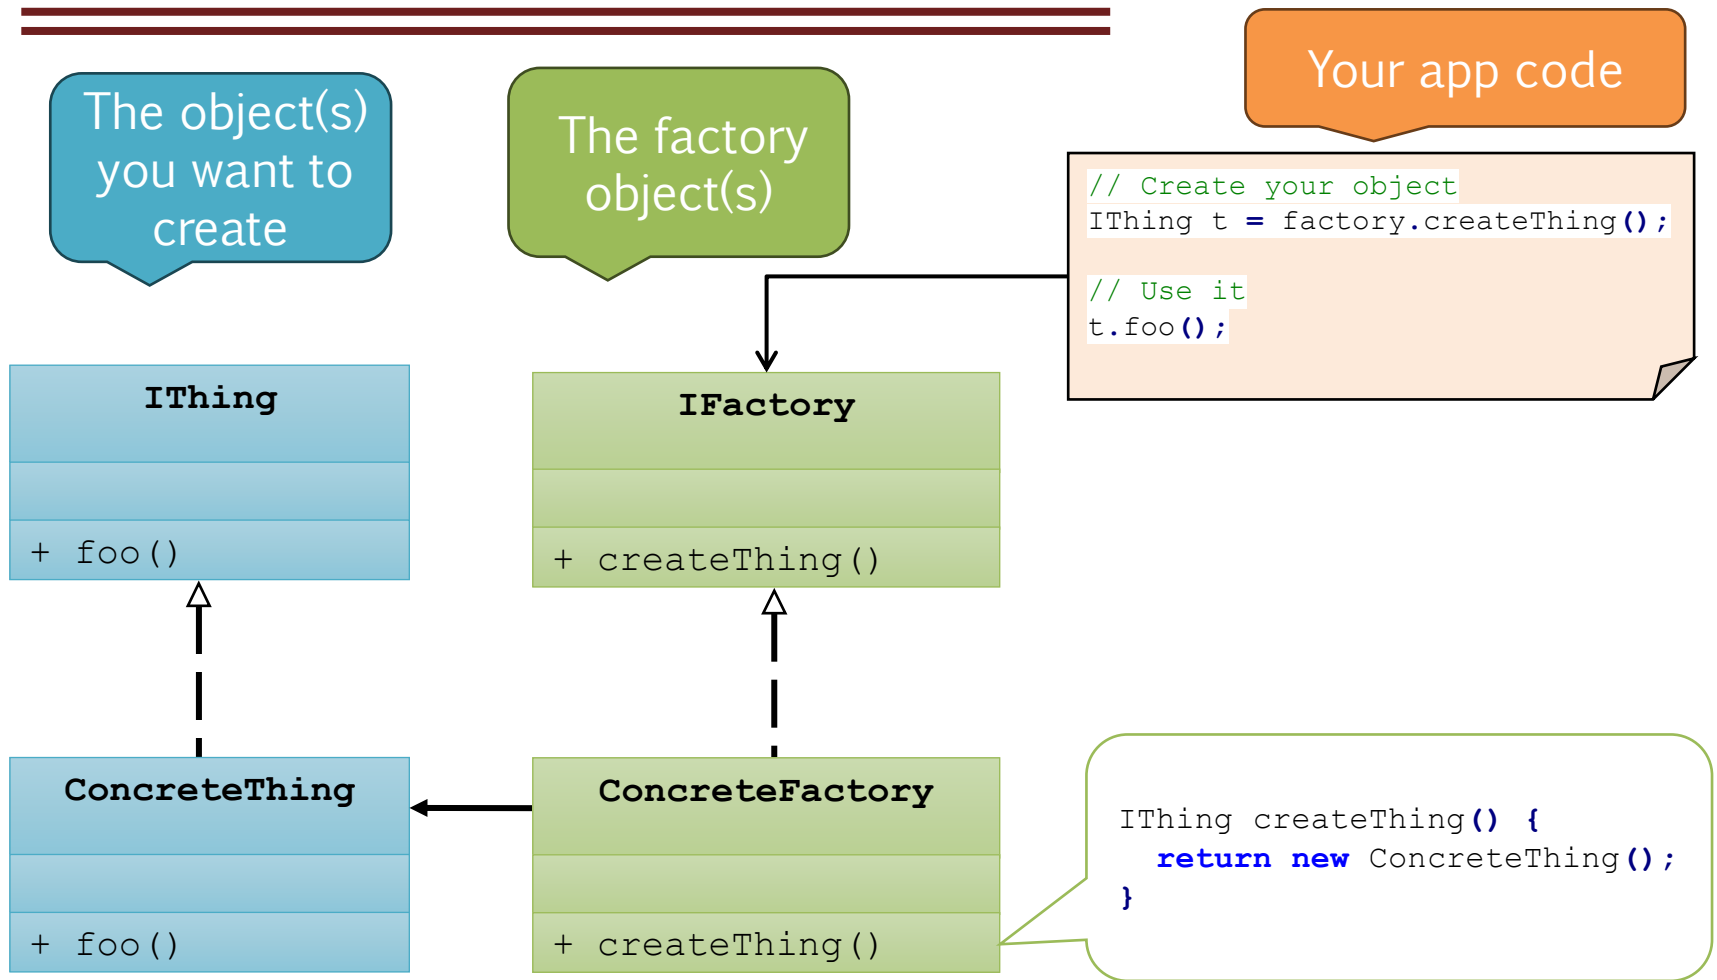 The object(s)
you want to
create
The factory
object(s)
Your app code
// Create your object
IThing t = factory.createThing();
// Use it
t.foo();
IThing
+ foo()
IFactory
+ createThing()
ConcreteThing
+ foo()
ConcreteFactory
+ createThing()
IThing createThing() {
  return new ConcreteThing();
}